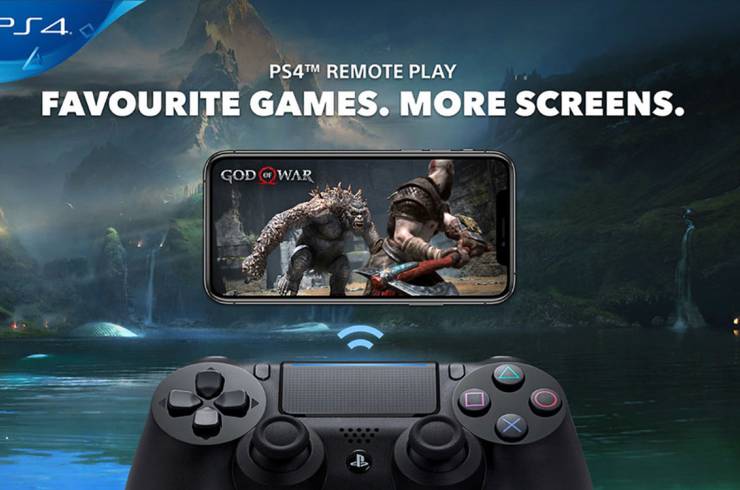 PS4
PS4™ REMOTE PLAY
FAVOURITE GAMES. MORE SCREENS.
GOD OF WAR